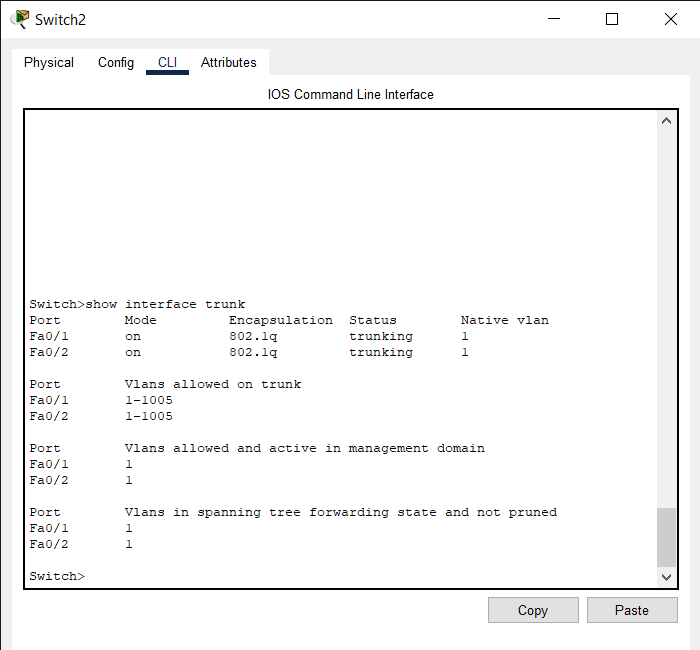 Switch2
Physical Config CLI Attributes
IOS Command Line Interface
Switch>show interface trunk
Port        Mode         Encapsulation  Status        Native vlan
Fa0/1       on           802.1q         trunking      1
Fa0/2       on           802.1q         trunking      1
Port        Vlans allowed on trunk
Fa0/1       1-1005
Fa0/2       1-1005
Port        Vlans allowed and active in management domain
Fa0/1       1
Fa0/2       1
Port        Vlans in spanning tree forwarding state and not pruned
Fa0/1       1
Fa0/2       1
Switch>
Copy Paste